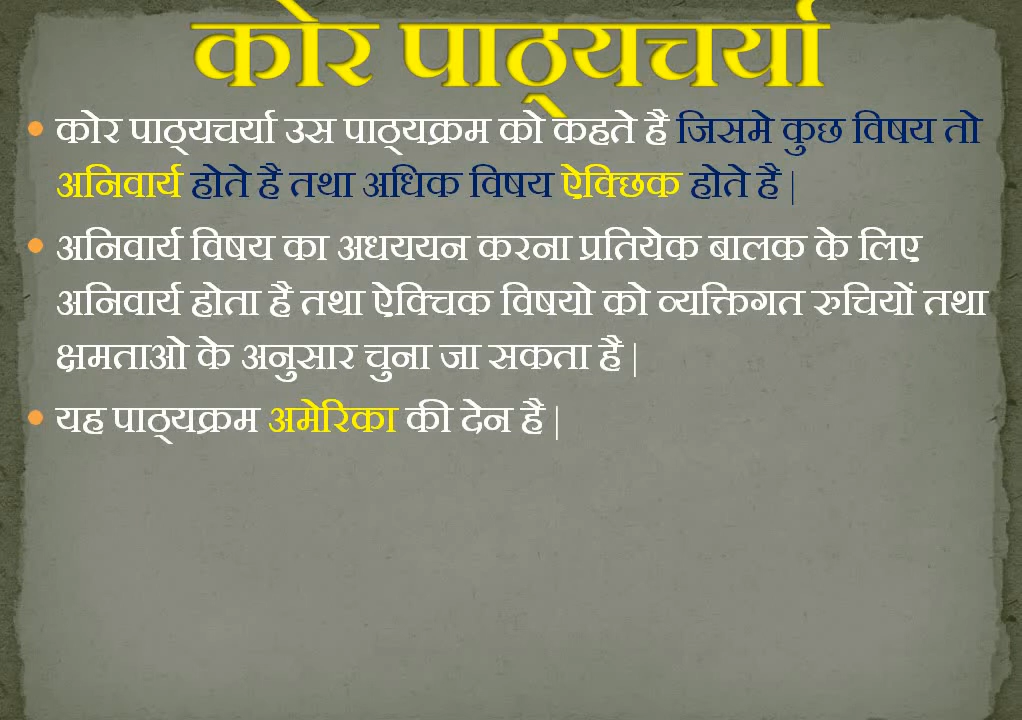 कोर पाठ्यचर्या
कोर पाठ्यचर्या उस पाठ्यक्रम को कहते है जिसमे कुछ विषय तो
अनिवार्य होते है तथा अधिक विषय ऐक्छिक होते है |
अनिवार्य विषय का अधययन करना प्रतियेक बालक के लिए
अनिवार्य होता है तथा ऐक्चिक विषयो को व्यक्तिगत रुचियों तथा
क्षमताओ के अनुसार चुना जा सकता है |
यह पाठ्यक्रम अमेरिका की देन है |